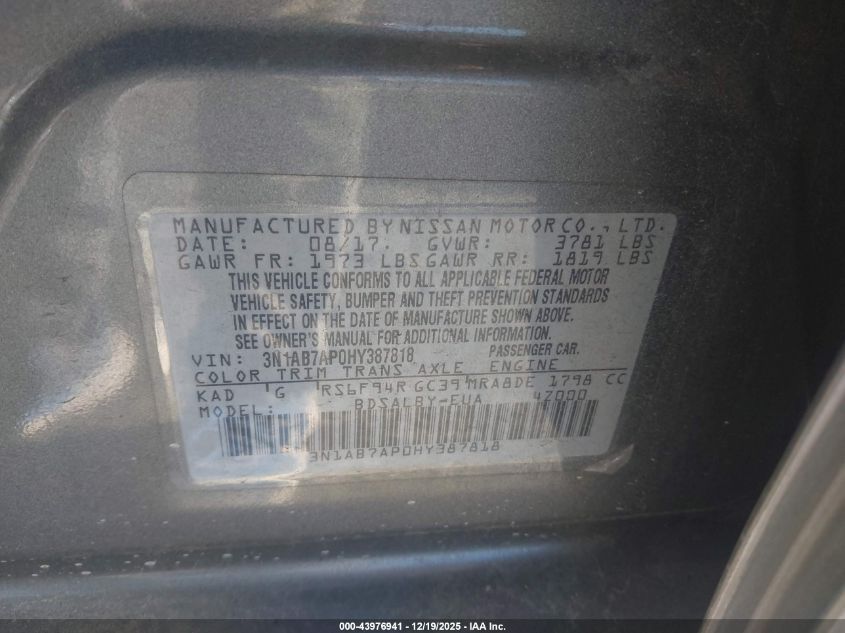 MANUFACTURED BY NISSAN MOTOR CO., LTD.
DATE: 08/17. GVWR: 3781 LBS
GAWR FR: 1973 LBS GAWR RR: 1819 LBS
THIS VEHICLE CONFORMS TO ALL APPLICABLE FEDERAL MOTOR
VEHICLE SAFETY, BUMPER AND THEFT PREVENTION STANDARDS
IN EFFECT ON THE DATE OF MANUFACTURE SHOWN ABOVE.
SEE OWNER'S MANUAL FOR ADDITIONAL INFORMATION.
VIN: 3N1AB7AP0HY387818 PASSENGER CAR.
COLOR TRIM TRANS AXLE ENGINE
KAD G RS6F94R GC39 MRA8DE 1798 CC
MODEL: BDSALBY-EUA 47000
3N1AB7AP0HY387818
000-43976941 - 12/19/2025 - IAA Inc.